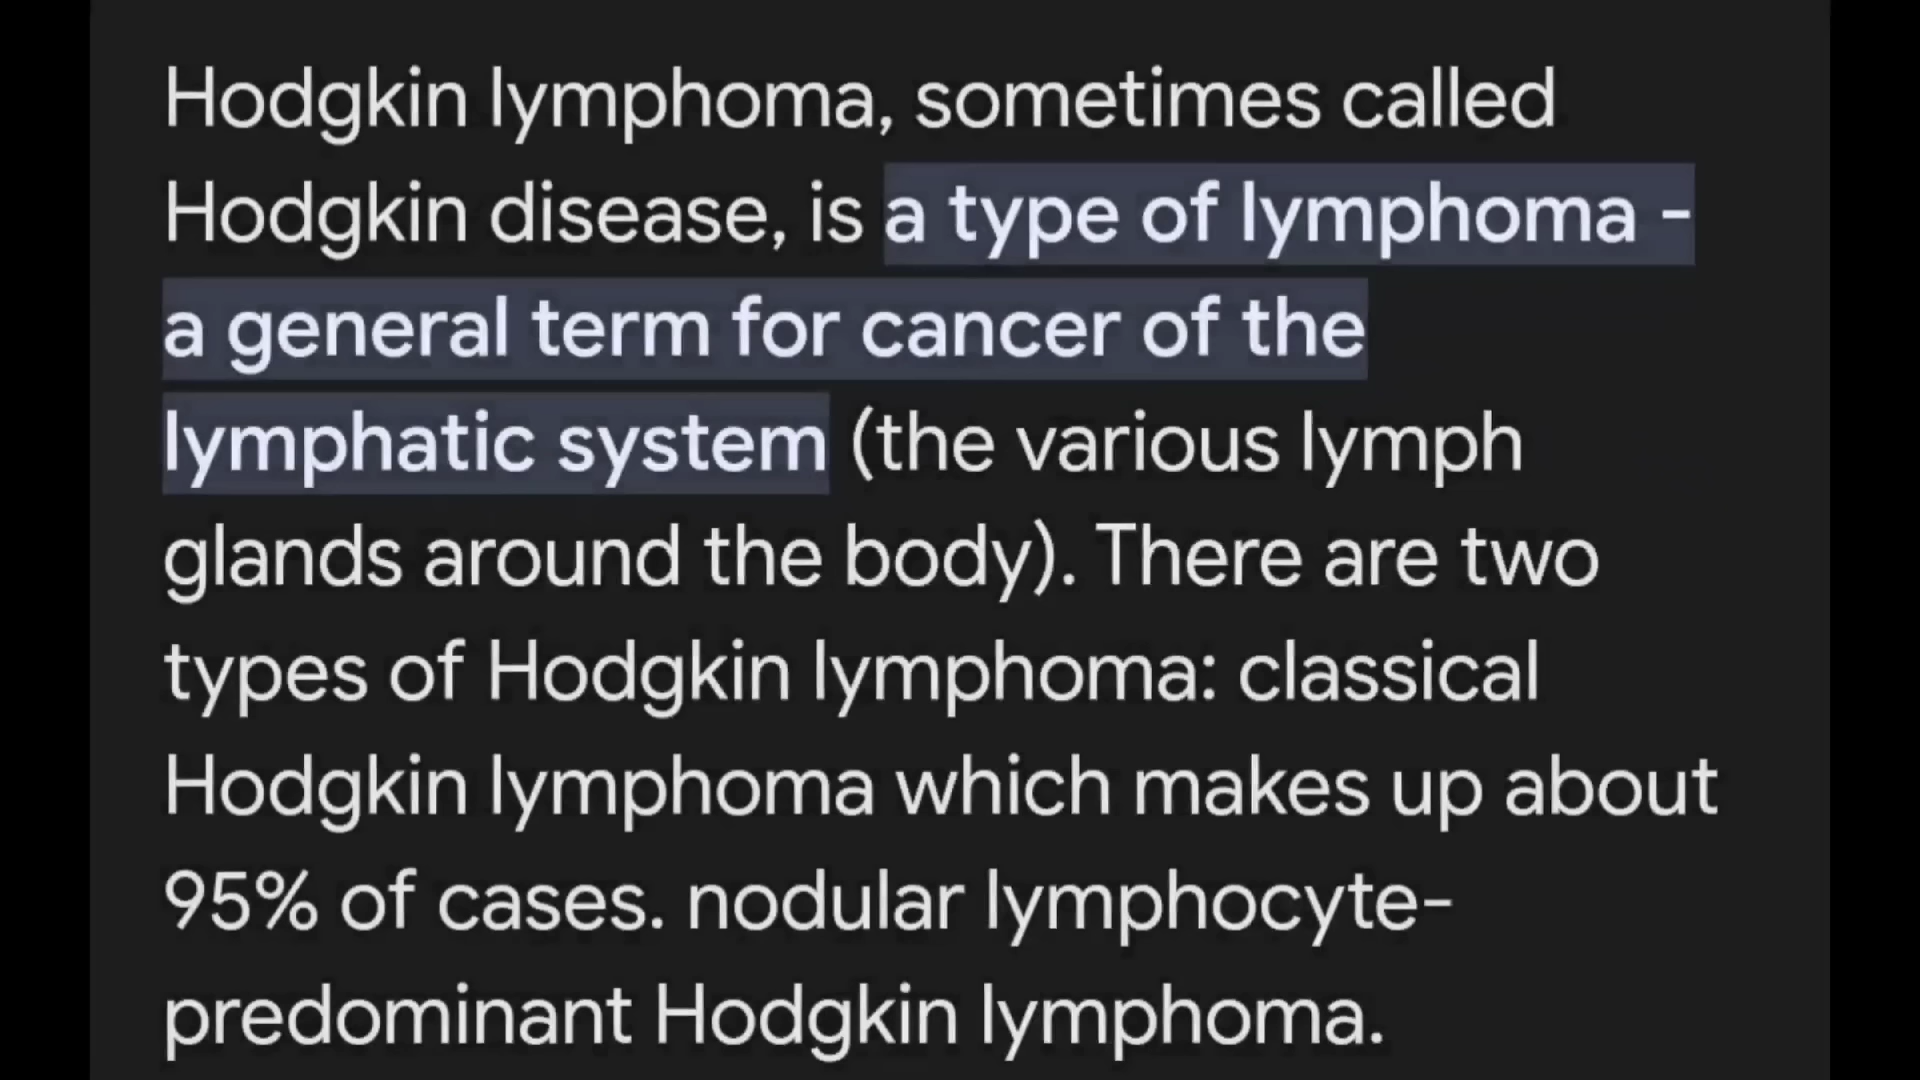 Hodgkin lymphoma, sometimes called
Hodgkin disease, is a type of lymphoma -
a general term for cancer of the
lymphatic system (the various lymph
glands around the body). There are two
types of Hodgkin lymphoma: classical
Hodgkin lymphoma which makes up about
95% of cases. nodular lymphocyte-
predominant Hodgkin lymphoma.